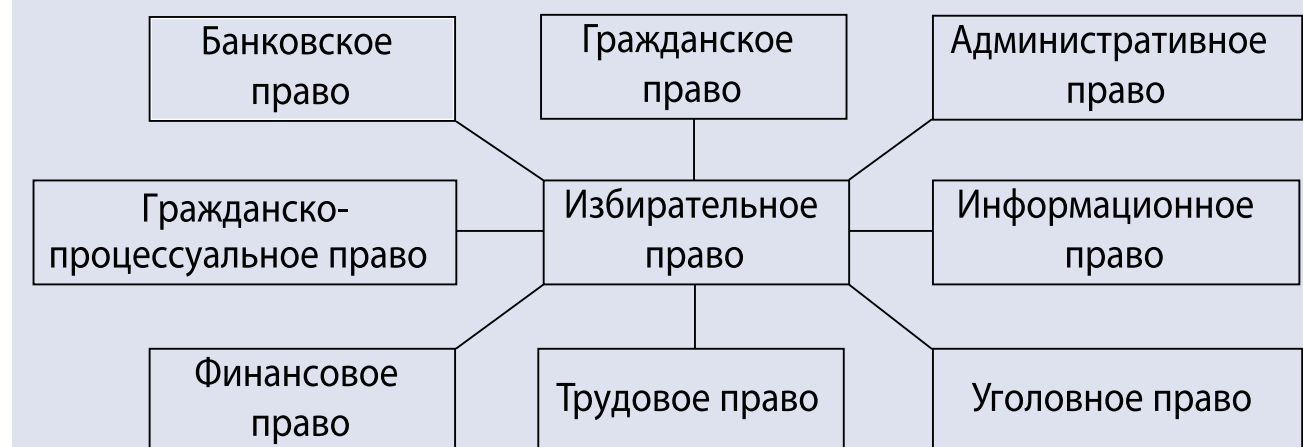 Банковское
право
Гражданское
право
Административное
право
Гражданско-
процессуальное право
Избирательное
право
Информационное
право
Финансовое
право
Трудовое право
Уголовное право